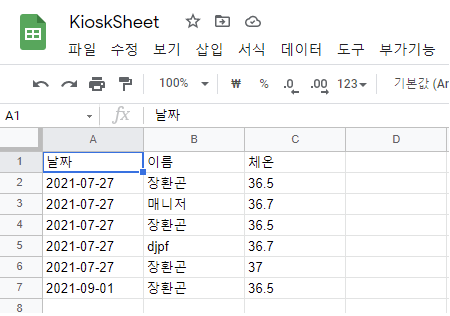 KioskSheet
파일 수정 보기 삽입 서식 데이터 도구 부가기능
100% ₩ % .0 .00 123 기본값 (Ar
A1 fx 날짜
A B C D
1 날짜 이름 체온
2 2021-07-27 장환곤 36.5
3 2021-07-27 매니저 36.7
4 2021-07-27 장환곤 36.5
5 2021-07-27 djpf 36.7
6 2021-07-27 장환곤 37
7 2021-09-01 장환곤 36.5
8